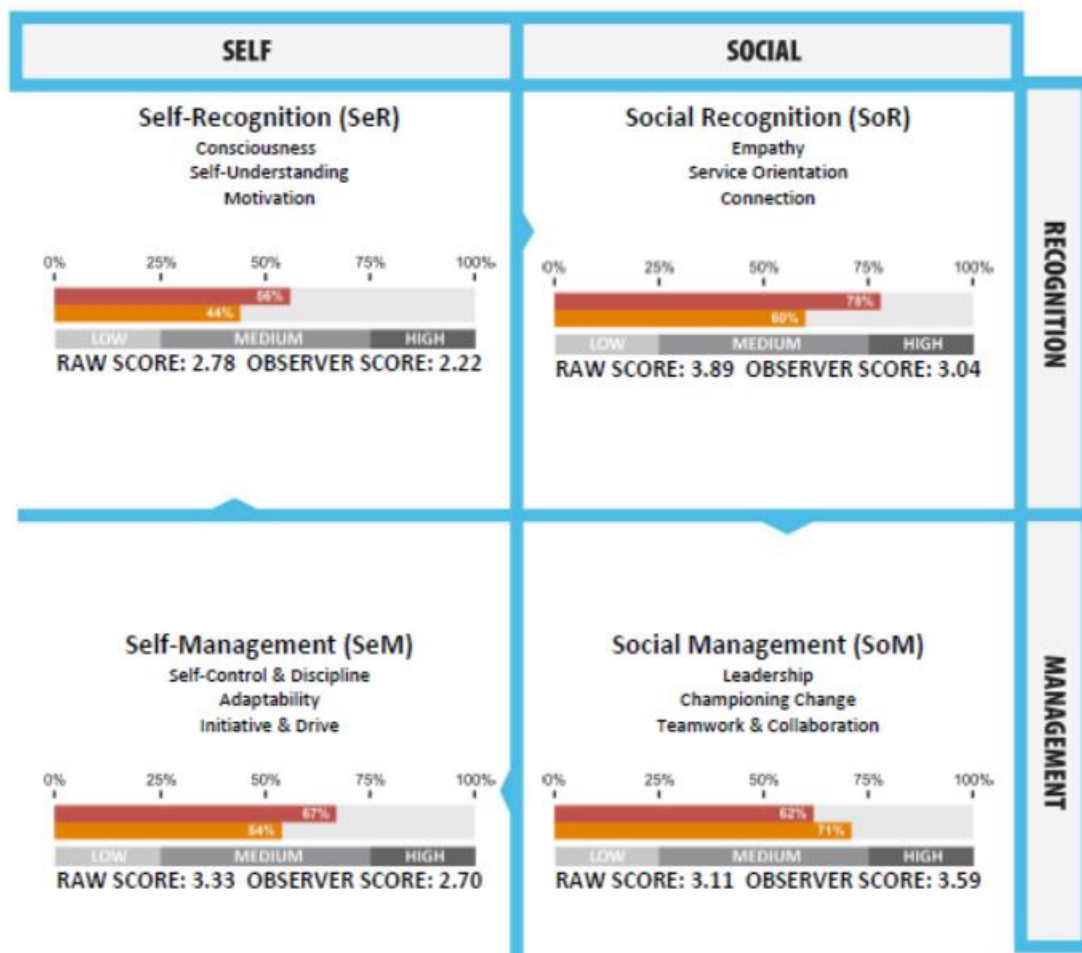 SELF
SOCIAL
Self-Recognition (SeR)
Consciousness
Self-Understanding
Motivation
0% 25% 50% 75% 100%
56%
44%
LOW MEDIUM HIGH
RAW SCORE: 2.78 OBSERVER SCORE: 2.22
Social Recognition (SoR)
Empathy
Service Orientation
Connection
0% 25% 50% 75% 100%
78%
60%
LOW MEDIUM HIGH
RAW SCORE: 3.89 OBSERVER SCORE: 3.04
RECOGNITION
Self-Management (SeM)
Self-Control & Discipline
Adaptability
Initiative & Drive
0% 25% 50% 75% 100%
67%
54%
LOW MEDIUM HIGH
RAW SCORE: 3.33 OBSERVER SCORE: 2.70
Social Management (SoM)
Leadership
Championing Change
Teamwork & Collaboration
0% 25% 50% 75% 100%
62%
71%
LOW MEDIUM HIGH
RAW SCORE: 3.11 OBSERVER SCORE: 3.59
MANAGEMENT